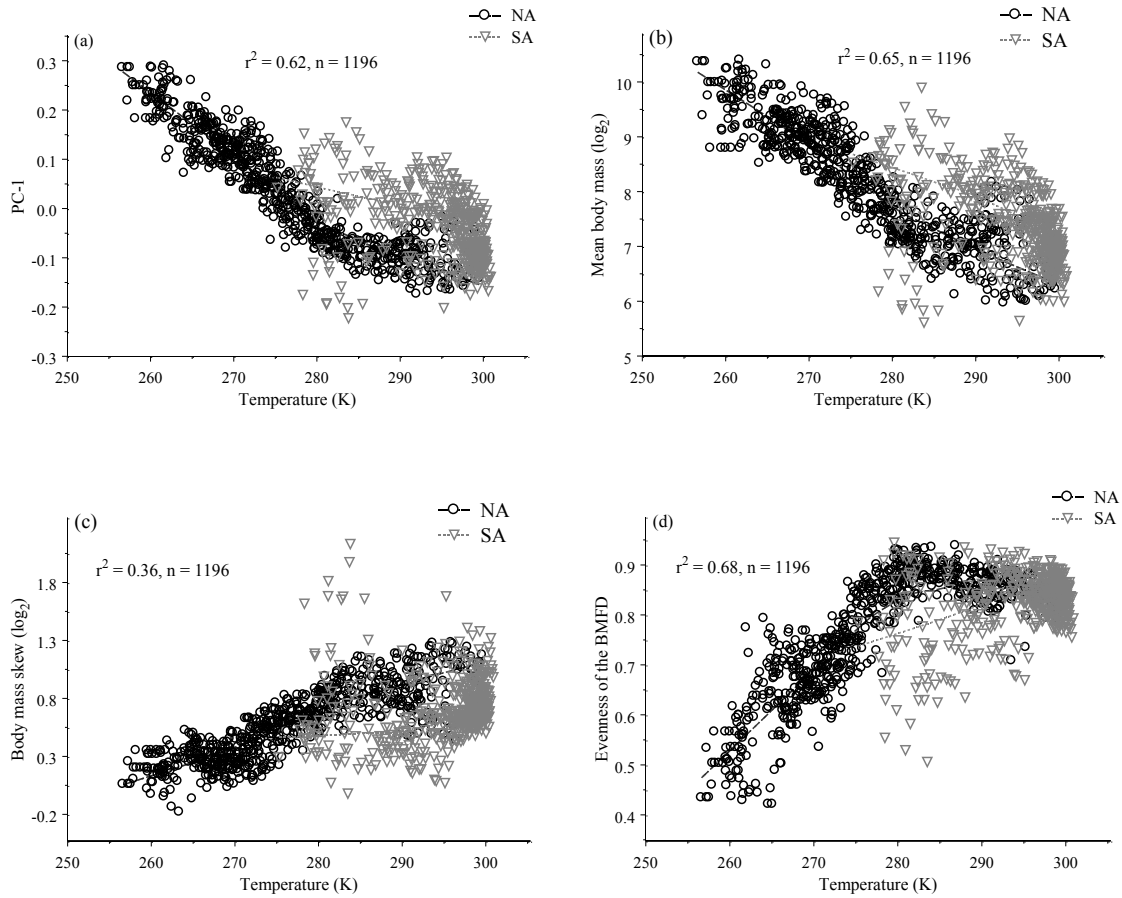 NA
SA
(a)
r² = 0.62, n = 1196
0.3
0.2
0.1
0.0
-0.1
-0.2
-0.3
PC-1
250 260 270 280 290 300
Temperature (K)
NA
SA
(b)
r² = 0.65, n = 1196
10
9
8
7
6
5
Mean body mass (log₂)
250 260 270 280 290 300
Temperature (K)
NA
SA
(c)
r² = 0.36, n = 1196
1.8
1.3
0.8
0.3
-0.2
Body mass skew (log₂)
250 260 270 280 290 300
Temperature (K)
NA
SA
(d)
r² = 0.68, n = 1196
0.9
0.8
0.7
0.6
0.5
0.4
Evenness of the BMFD
250 260 270 280 290 300
Temperature (K)